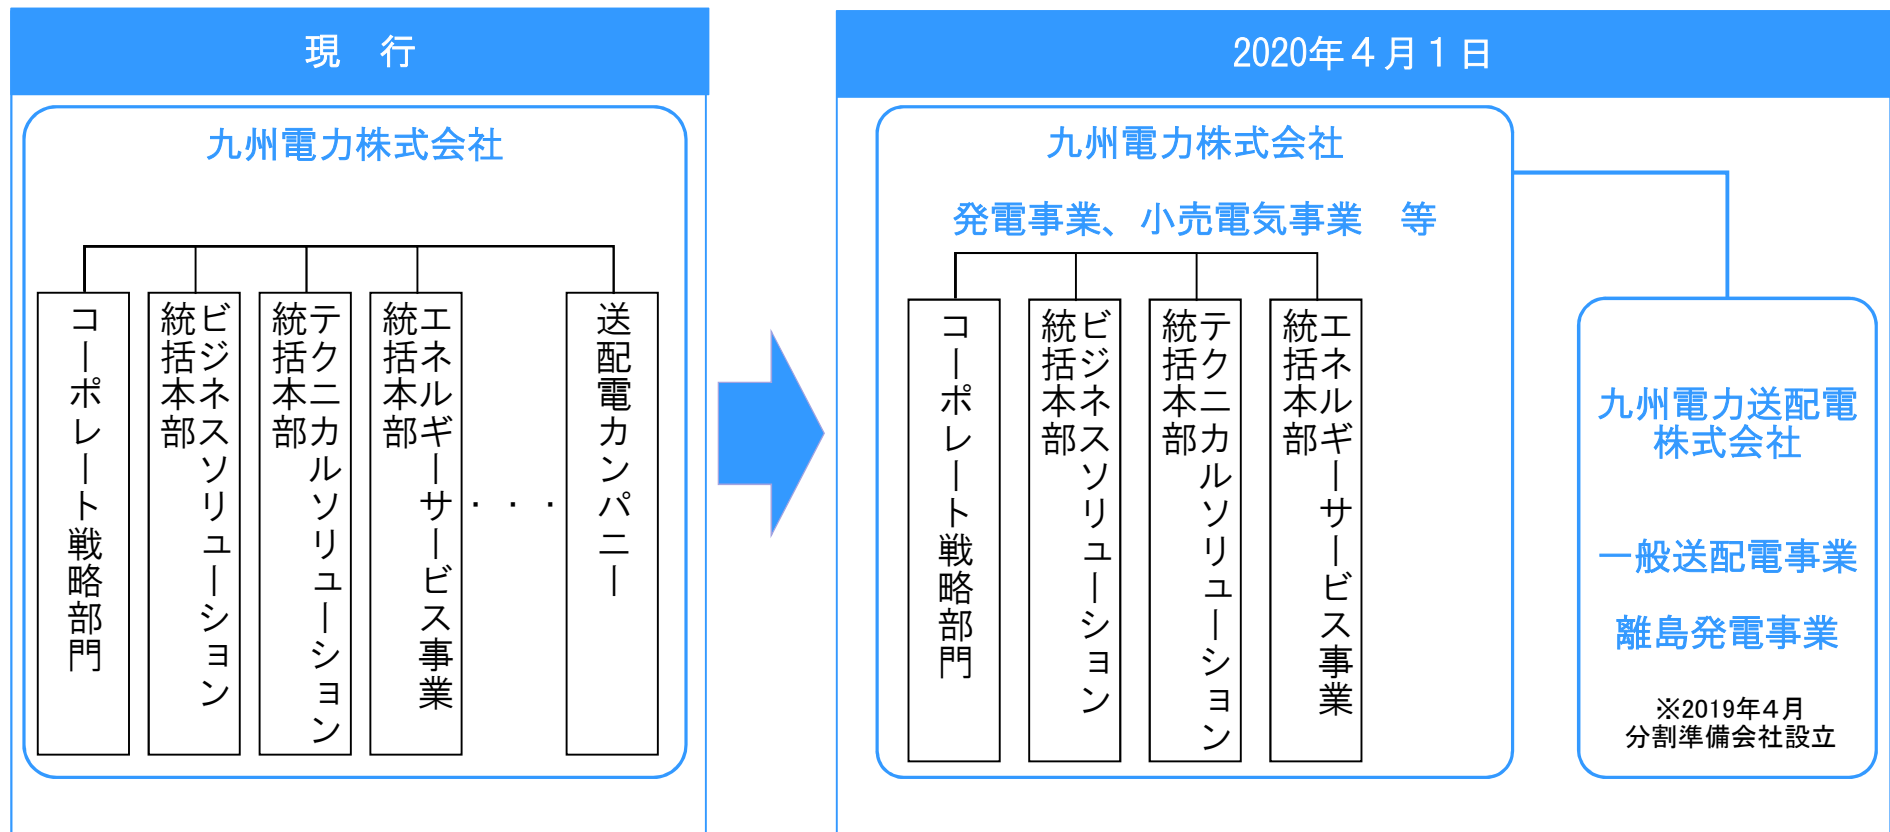 現　行
九州電力株式会社
コーポレート戦略部門
ビジネスソリューション
統括本部
テクニカルソリューション
統括本部
エネルギーサービス事業
統括本部
・・・
送配電カンパニー
2020年４月１日
九州電力株式会社
発電事業、小売電気事業　等
コーポレート戦略部門
ビジネスソリューション
統括本部
テクニカルソリューション
統括本部
エネルギーサービス事業
統括本部
九州電力送配電
株式会社
一般送配電事業
離島発電事業
※2019年４月
分割準備会社設立